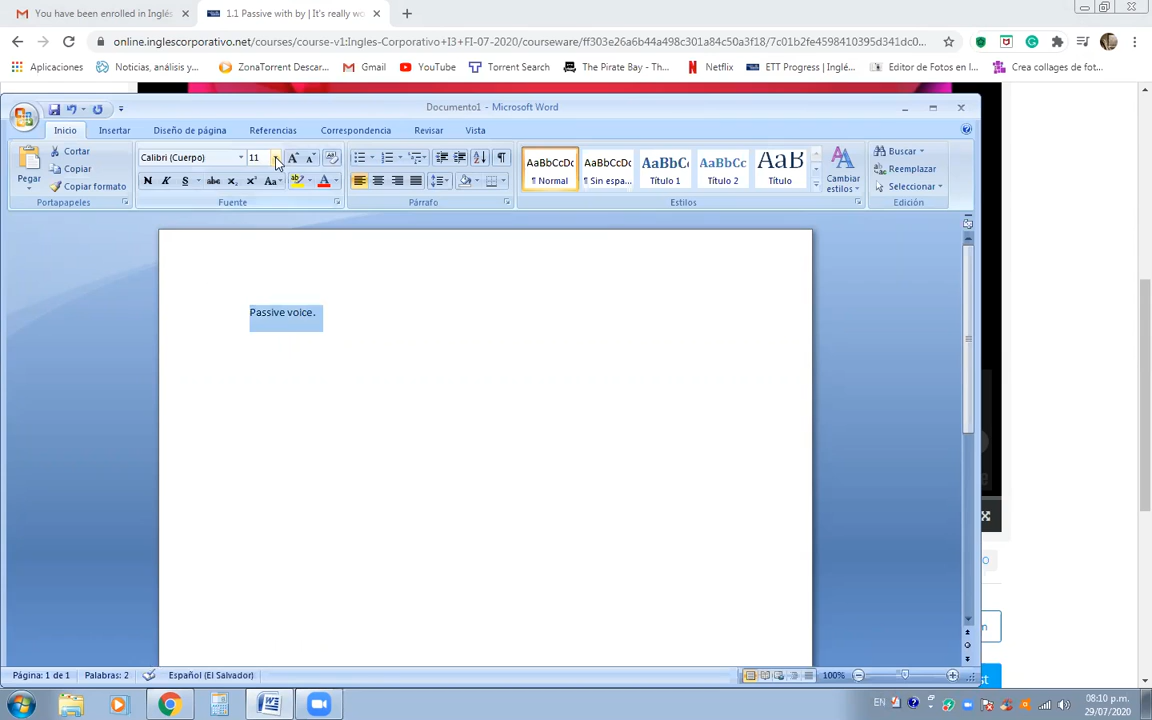 You have been enrolled in Inglés
1.1 Passive with by | It's really wo
online.inglescorporativo.net/courses/course-v1:Ingles-Corporativo+I3+FI-07-2020/courseware/ff303e26a6b44a498c301a84c50a3f18/7c01b2fe4598410395d341dc0...
Aplicaciones
Noticias, análisis y...
ZonaTorrent Descar...
Gmail
YouTube
Torrent Search
The Pirate Bay - Th...
Netflix
ETT Progress | Inglé...
Editor de Fotos en l...
Crea collages de fot...
Documento1 - Microsoft Word
Inicio
Insertar
Diseño de página
Referencias
Correspondencia
Revisar
Vista
Pegar
Cortar
Copiar
Copiar formato
Portapapeles
Calibri (Cuerpo)
11
Fuente
Párrafo
AaBbCcDc
¶ Normal
AaBbCcDc
¶ Sin espa...
AaBbCc
Título 1
AaBbCc
Título 2
AaB
Título
Cambiar
estilos
Estilos
Buscar
Reemplazar
Seleccionar
Edición
Passive voice.
Página: 1 de 1
Palabras: 2
Español (El Salvador)
100%
EN
08:10 p.m.
29/07/2020